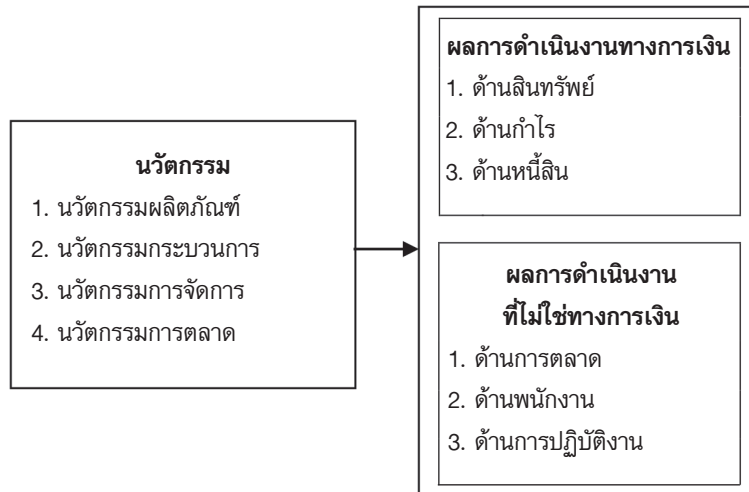 นวัตกรรม
1. นวัตกรรมผลิตภัณฑ์
2. นวัตกรรมกระบวนการ
3. นวัตกรรมการจัดการ
4. นวัตกรรมการตลาด
ผลการดำเนินงานทางการเงิน
1. ด้านสินทรัพย์
2. ด้านกำไร
3. ด้านหนี้สิน
ผลการดำเนินงาน
ที่ไม่ใช่ทางการเงิน
1. ด้านการตลาด
2. ด้านพนักงาน
3. ด้านการปฏิบัติงาน